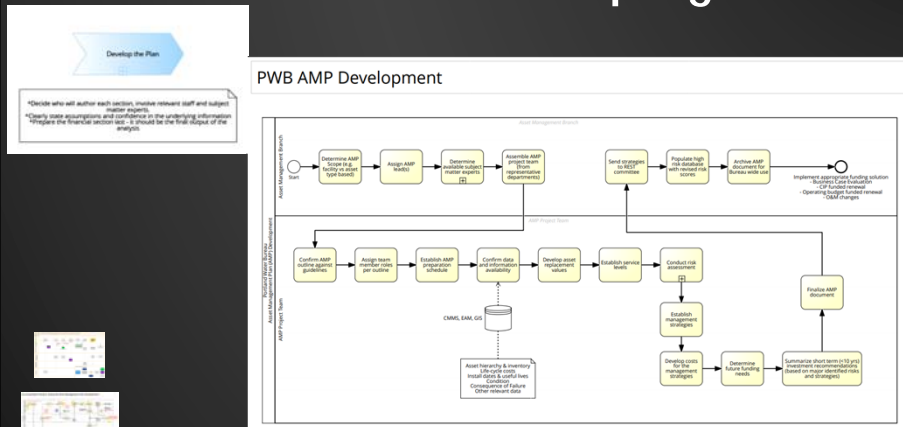 Develop the Plan
*Decide who will author each section, involve relevant staff and subject
matter experts.
*Clearly state assumptions and confidence in the underlying information
*Prepare the financial section last - it should be the final output of the
analysis
PWB AMP Development
Asset Management Branch
Portland Water Bureau
Asset Management Plan (AMP) Development
Asset Management Branch
Start
Determine AMP
Scope (e.g.
facility vs asset
type based)
Assign AMP
lead(s)
Determine
available subject
matter experts
Assemble AMP
project team
(from
representative
departments)
Send strategies
to REST
committee
Populate high
risk database
with revised risk
scores
Archive AMP
document for
Bureau wide use
Implement appropriate funding solution
- Business Case Evaluation
- CIP funded renewal
- Operating budget funded renewal
- O&M changes
AMP Project Team
AMP Project Team
Confirm AMP
outline against
guidelines
Assign team
member roles
per outline
Establish AMP
preparation
schedule
Confirm data
and information
availability
Develop asset
replacement
values
Establish service
levels
Conduct risk
assessment
CMMS, EAM, GIS
Asset hierarchy & inventory
Life-cycle costs
Install dates & useful lives
Condition
Consequence of Failure
Other relevant data
Establish
management
strategies
Develop costs
for the
management
strategies
Determine
future funding
needs
Summarize short term (<10 yrs)
investment recommendations
(based on major identified risks
and strategies)
Finalize AMP
document